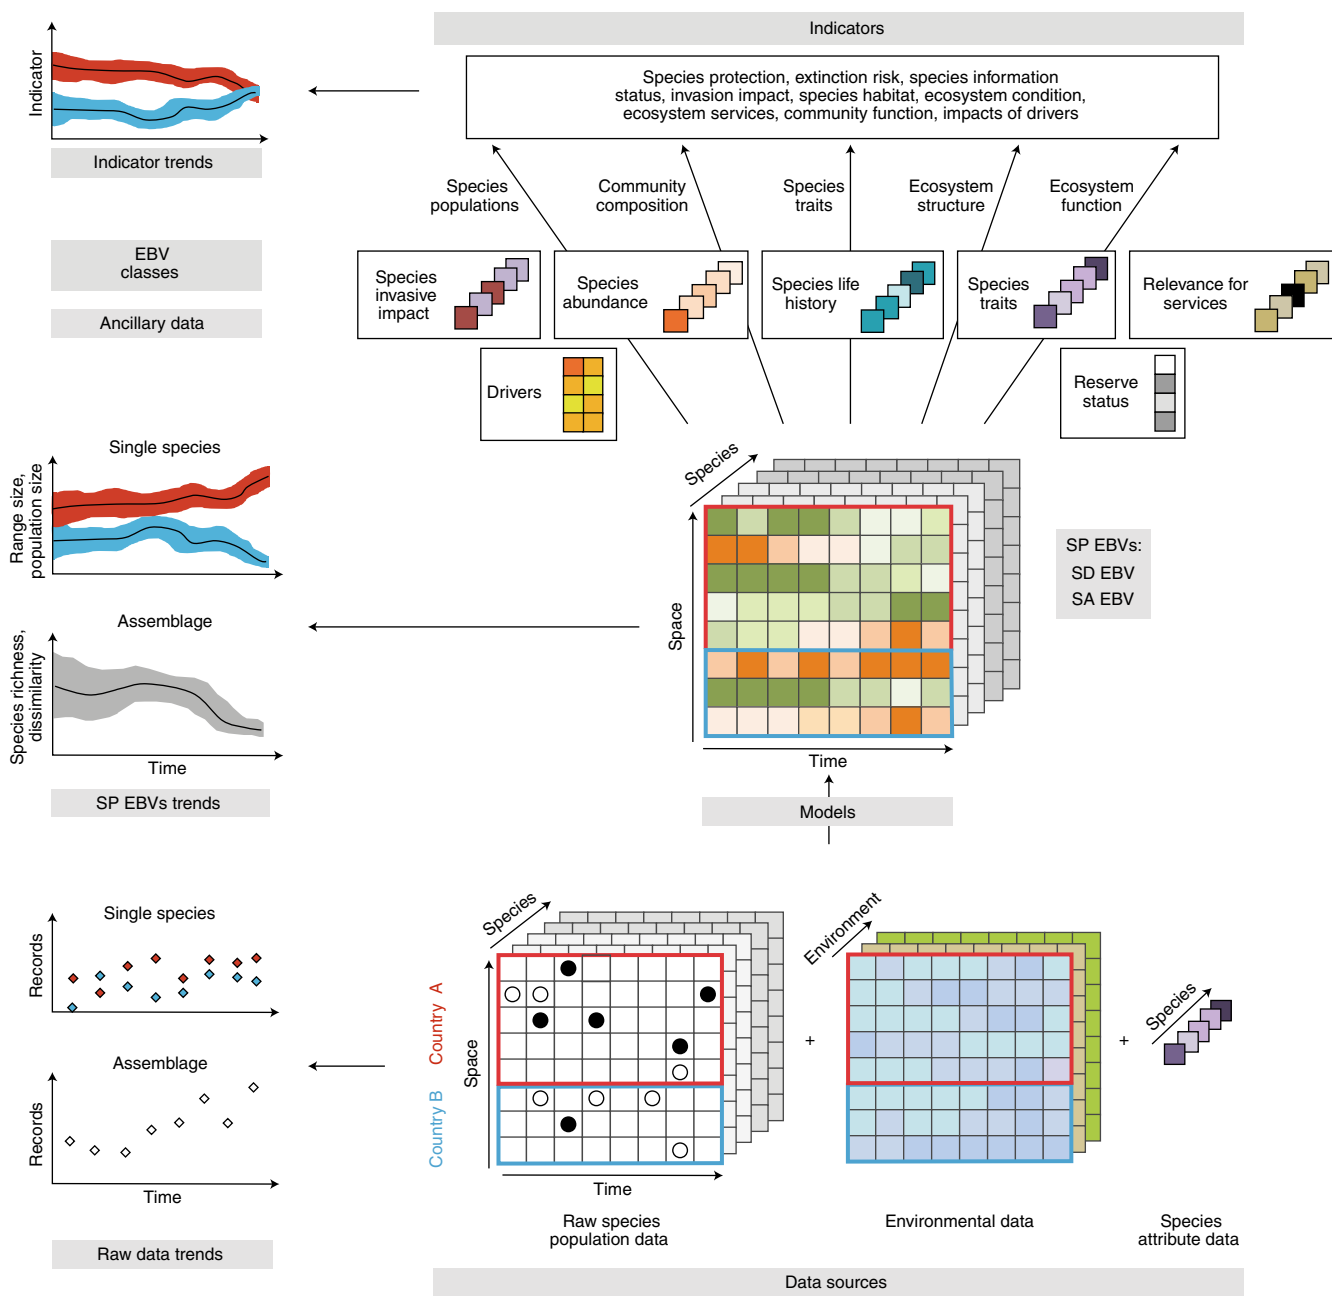 Indicators
Species protection, extinction risk, species information
status, invasion impact, species habitat, ecosystem condition,
ecosystem services, community function, impacts of drivers
Indicator
Indicator trends
Species
populations
Community
composition
Species
traits
Ecosystem
structure
Ecosystem
function
EBV
classes
Ancillary data
Species
invasive
impact
Species
abundance
Species life
history
Species
traits
Relevance for
services
Drivers
Reserve
status
Single species
Range size,
population size
Assemblage
Species richness,
dissimilarity
Time
SP EBVs trends
Species
Space
Time
SP EBVs:
SD EBV
SA EBV
Models
Single species
Records
Assemblage
Records
Time
Raw data trends
Species
Country A
Country B
Space
Time
Raw species
population data
+
Environment
Environmental data
+
Species
Species
attribute data
Data sources